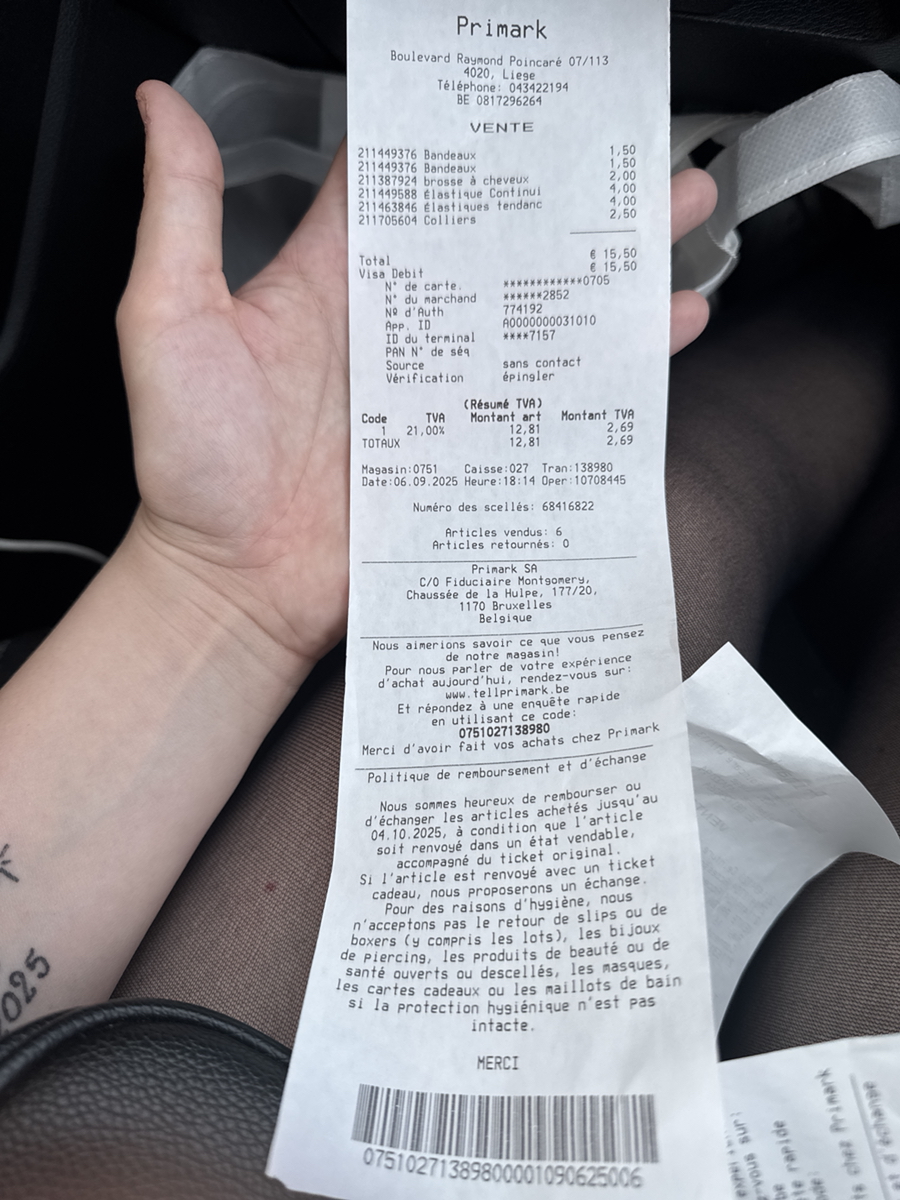 Primark
Boulevard Raymond Poincaré 07/113
4020, Liege
Téléphone: 043422194
BE 0817296264
VENTE
211449376 Bandeaux 1,50
211449376 Bandeaux 1,50
211387924 brosse à cheveux 2,00
211449588 Élastique Continui 4,00
211463846 Élastiques tendanc 4,00
211705604 Colliers 2,50
Total € 15,50
Visa Debit € 15,50
N° de carte. ************0705
N° du marchand ******2852
Nº d'Auth 774192
App. ID A0000000031010
ID du terminal ****7157
PAN N° de séq
Source sans contact
Vérification épingler
(Résumé TVA)
Code TVA Montant art Montant TVA
1 21,00% 12,81 2,69
TOTAUX 12,81 2,69
Magasin:0751 Caisse:027 Tran:138980
Date:06.09.2025 Heure:18:14 Oper:10708445
Numéro des scellés: 68416822
Articles vendus: 6
Articles retournés: 0
Primark SA
C/O Fiduciaire Montgomery,
Chaussée de la Hulpe, 177/20,
1170 Bruxelles
Belgique
Nous aimerions savoir ce que vous pensez
de notre magasin!
Pour nous parler de votre expérience
d'achat aujourd'hui, rendez-vous sur:
www.tellprimark.be
Et répondez à une enquête rapide
en utilisant ce code:
0751027138980
Merci d'avoir fait vos achats chez Primark
Politique de remboursement et d'échange
Nous sommes heureux de rembourser ou
d'échanger les articles achetés jusqu'au
04.10.2025, à condition que l'article
soit renvoyé dans un état vendable,
accompagné du ticket original.
Si l'article est renvoyé avec un ticket
cadeau, nous proposerons un échange.
Pour des raisons d'hygiène, nous
n'acceptons pas le retour de slips ou de
boxers (y compris les lots), les bijoux
de piercing, les produits de beauté ou de
santé ouverts ou descellés, les masques,
les cartes cadeaux ou les maillots de bain
si la protection hygiénique n'est pas
intacte.
MERCI
07510271389800001090625006
2025
vous sur:
rapide
chez Primark
échange